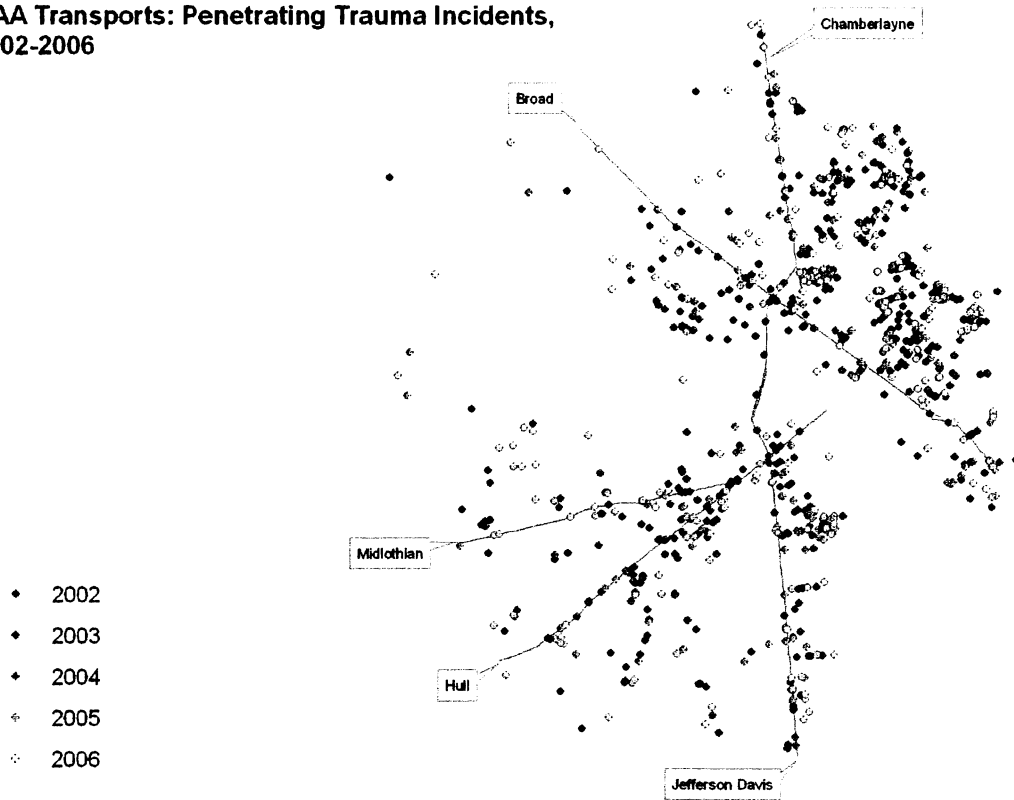 AA Transports: Penetrating Trauma Incidents,
02-2006
Chamberlayne
Broad
Midlothian
Hull
Jefferson Davis
2002
2003
2004
2005
2006